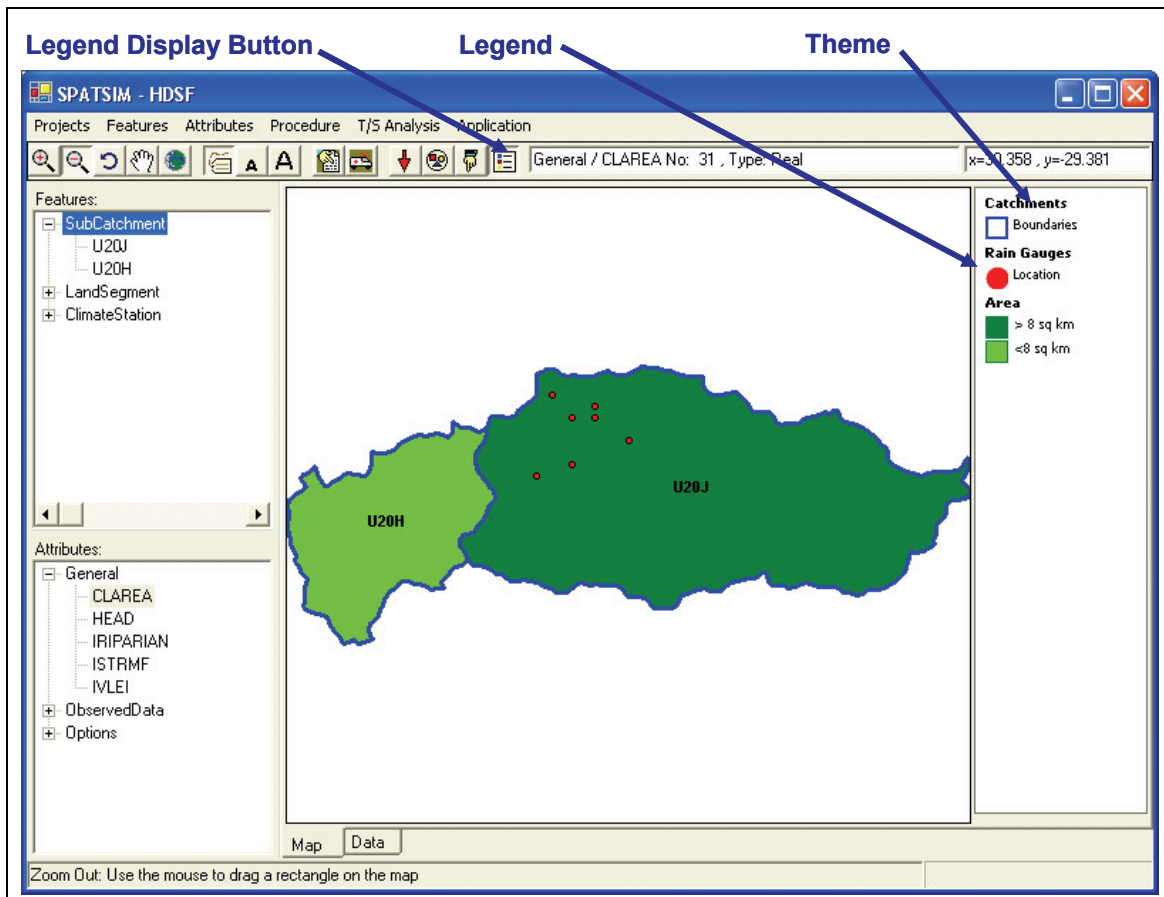 Legend Display Button Legend Theme
SPATSIM - HDSF
Projects Features Attributes Procedure T/S Analysis Application
A A General / CLAREA No: 31 , Type: Real x=30.358 , y=-29.381
Features:
SubCatchment
U20J
U20H
LandSegment
ClimateStation
Attributes:
General
CLAREA
HEAD
IRIPARIAN
ISTRMF
IVLEI
ObservedData
Options
U20H
U20J
Catchments
Boundaries
Rain Gauges
Location
Area
> 8 sq km
<8 sq km
Map Data
Zoom Out: Use the mouse to drag a rectangle on the map